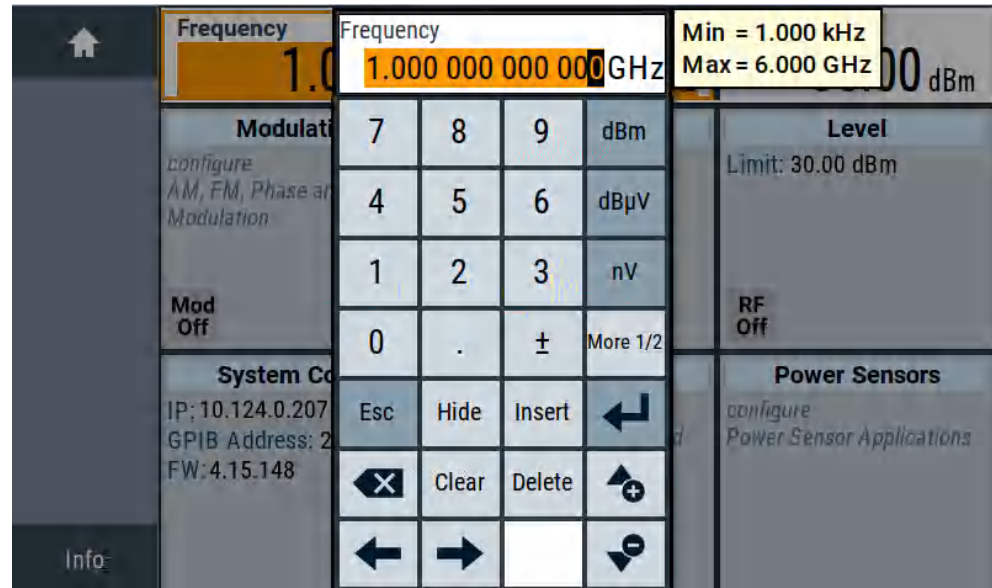 Frequency
1.0
Frequency
1.000 000 000 000 GHz
Min = 1.000 kHz
Max = 6.000 GHz
00 dBm
Modulati
configure
AM, FM, Phase an
Modulation
Mod
Off
7 8 9 dBm
4 5 6 dBµV
1 2 3 nV
0 . ± More 1/2
Esc Hide Insert
Clear Delete
Level
Limit: 30.00 dBm
RF
Off
System Co
IP: 10.124.0.207
GPIB Address: 2
FW: 4.15.148
Power Sensors
configure
Power Sensor Applications
Info